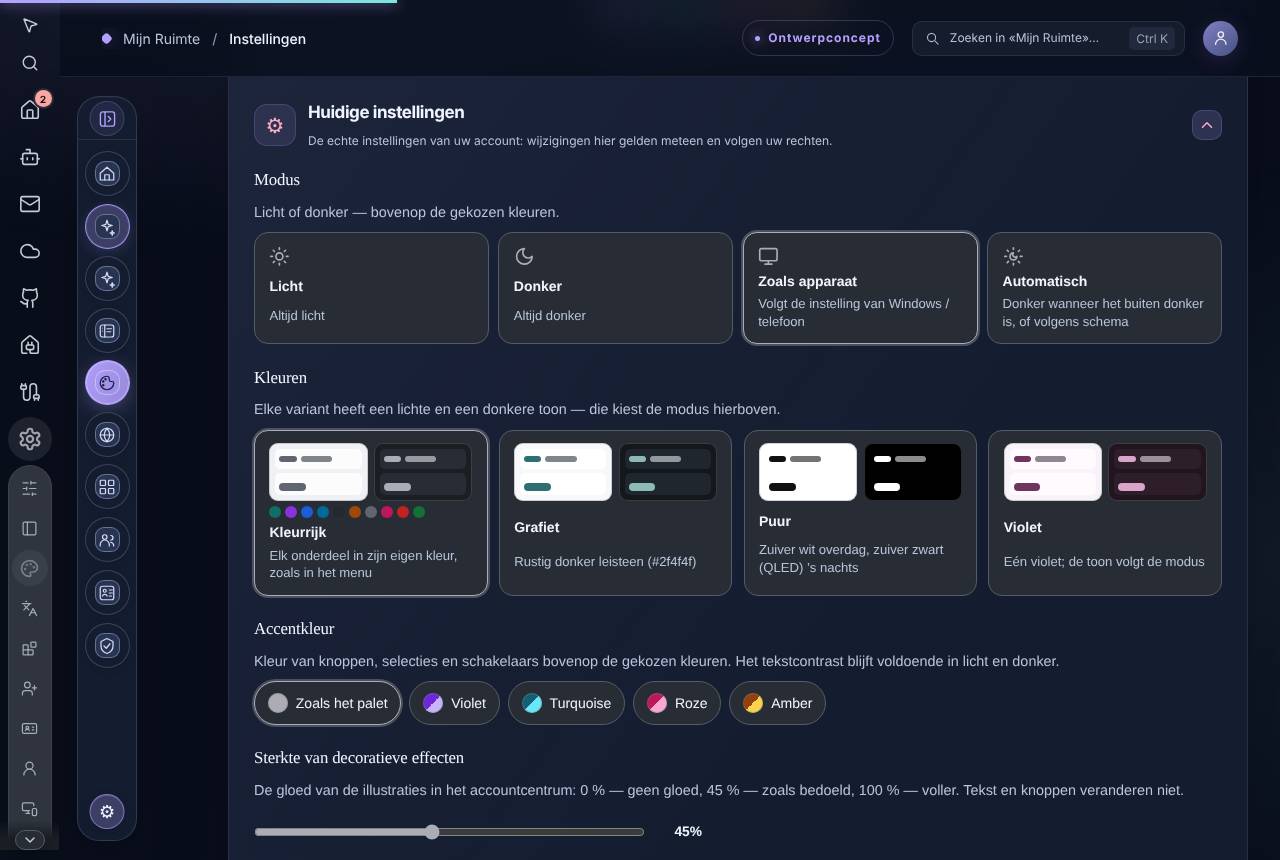 Mijn Ruimte / Instellingen
Ontwerpconcept
Zoeken in «Mijn Ruimte»... Ctrl K
2
Huidige instellingen
De echte instellingen van uw account: wijzigingen hier gelden meteen en volgen uw rechten.
Modus
Licht of donker — bovenop de gekozen kleuren.
Licht
Altijd licht
Donker
Altijd donker
Zoals apparaat
Volgt de instelling van Windows /
telefoon
Automatisch
Donker wanneer het buiten donker
is, of volgens schema
Kleuren
Elke variant heeft een lichte en een donkere toon — die kiest de modus hierboven.
Kleurrijk
Elk onderdeel in zijn eigen kleur,
zoals in het menu
Grafiet
Rustig donker leisteen (#2f4f4f)
Puur
Zuiver wit overdag, zuiver zwart
(QLED) 's nachts
Violet
Eén violet; de toon volgt de modus
Accentkleur
Kleur van knoppen, selecties en schakelaars bovenop de gekozen kleuren. Het tekstcontrast blijft voldoende in licht en donker.
Zoals het palet
Violet
Turquoise
Roze
Amber
Sterkte van decoratieve effecten
De gloed van de illustraties in het accountcentrum: 0 % — geen gloed, 45 % — zoals bedoeld, 100 % — voller. Tekst en knoppen veranderen niet.
45%